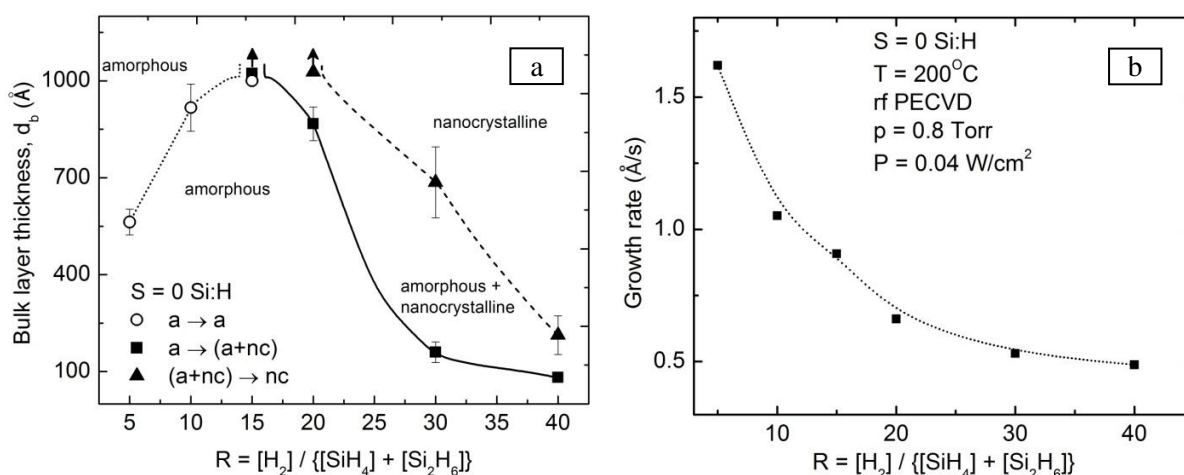 a
amorphous
nanocrystalline
amorphous
amorphous +
nanocrystalline
S = 0 Si:H
a → a
a → (a+nc)
(a+nc) → nc
1000
700
400
100
5 10 15 20 25 30 35 40
Bulk layer thickness, d_b (Å)
R = [H₂] / {[SiH₄] + [Si₂H₆]}
b
S = 0 Si:H
T = 200°C
rf PECVD
p = 0.8 Torr
P = 0.04 W/cm²
1.5
1.0
0.5
10 20 30 40
Growth rate (Å/s)
R = [H₂] / {[SiH₄] + [Si₂H₆]}